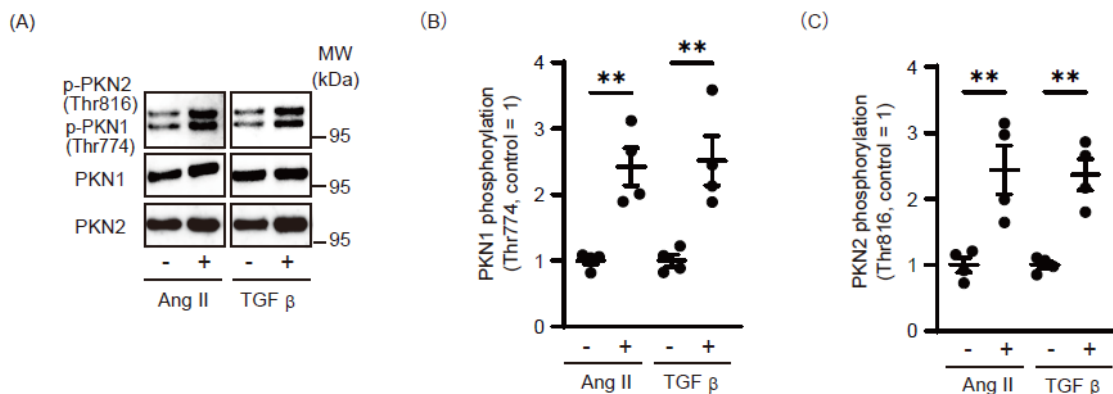 (A)
MW
(kDa)
p-PKN2
(Thr816)
p-PKN1
(Thr774)
95
PKN1
95
PKN2
95
- + - +
Ang II TGF β
(B)
PKN1 phosphorylation
(Thr774, control = 1)
4
3
2
1
0
** **
- + - +
Ang II TGF β
(C)
PKN2 phosphorylation
(Thr816, control = 1)
4
3
2
1
0
** **
- + - +
Ang II TGF β